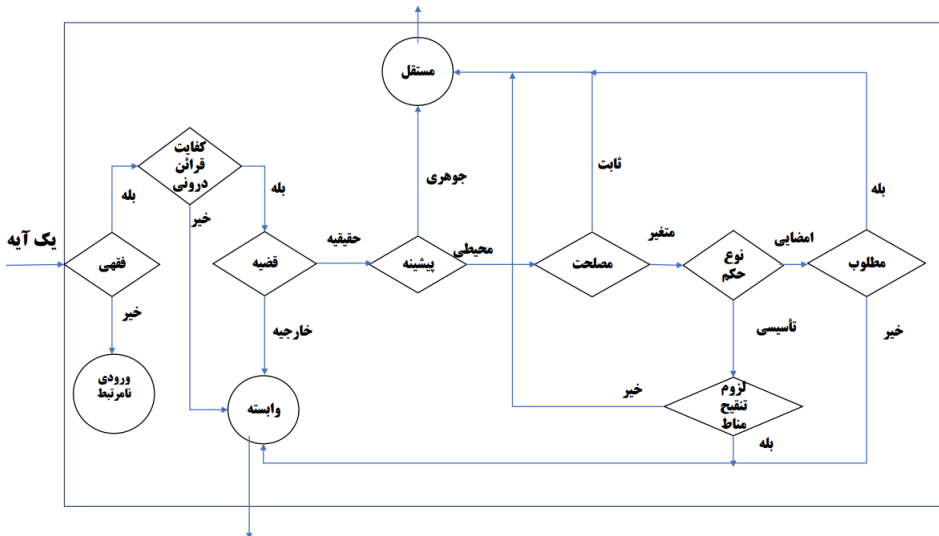 مستقل
کفایت
قرائن
درونی
بله
خیر
بله
یک آیه
فقهی
خیر
ورودی
نامرتبط
قضیه
حقیقیه
خارجیه
وابسته
پیشینه
جوهری
محیطی
مصلحت
ثابت
متغیر
نوع
حکم
امضایی
تأسیسی
مطلوب
بله
خیر
لزوم
تنقیح
مناط
خیر
بله